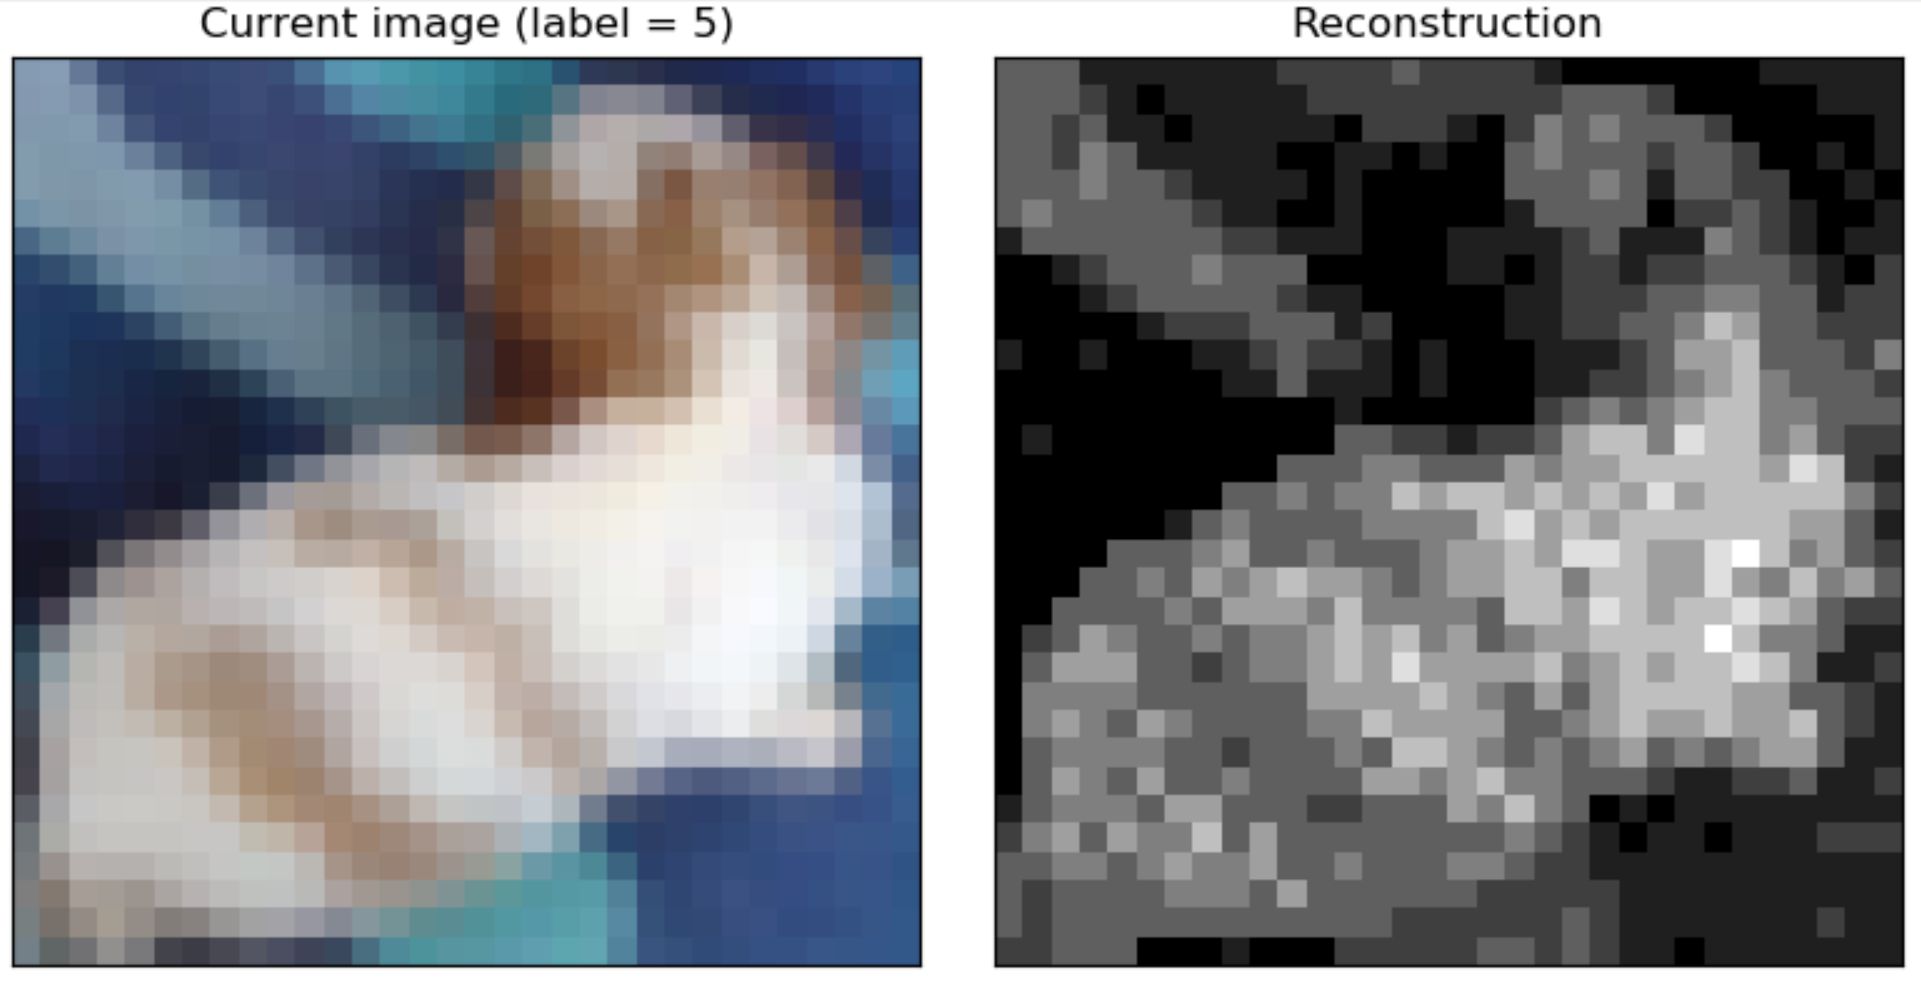 Current image (label = 5)
Reconstruction